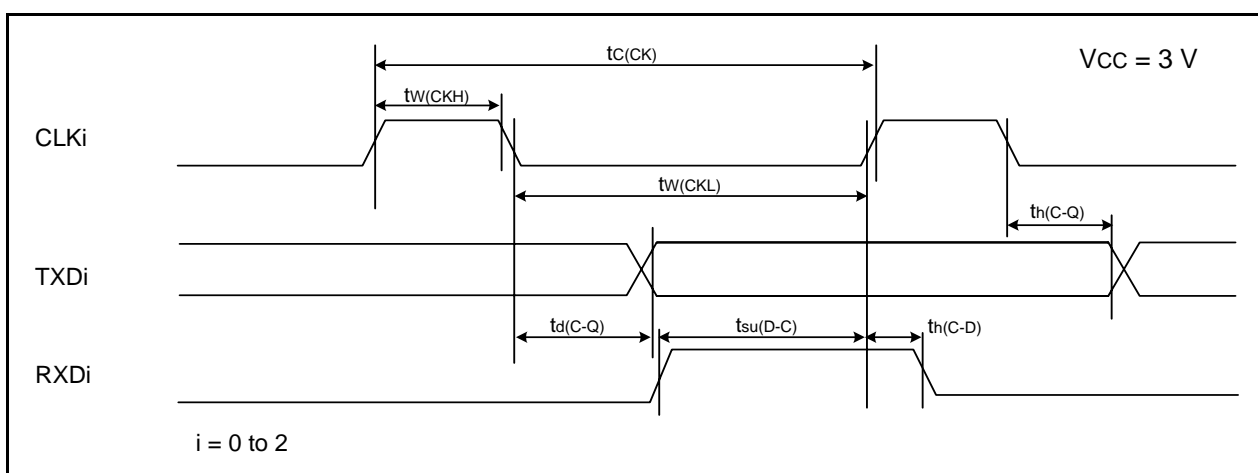 tC(CK)
VCC = 3 V
tW(CKH)
CLKi
tW(CKL)
th(C-Q)
TXDi
td(C-Q)
tsu(D-C)
th(C-D)
RXDi
i = 0 to 2